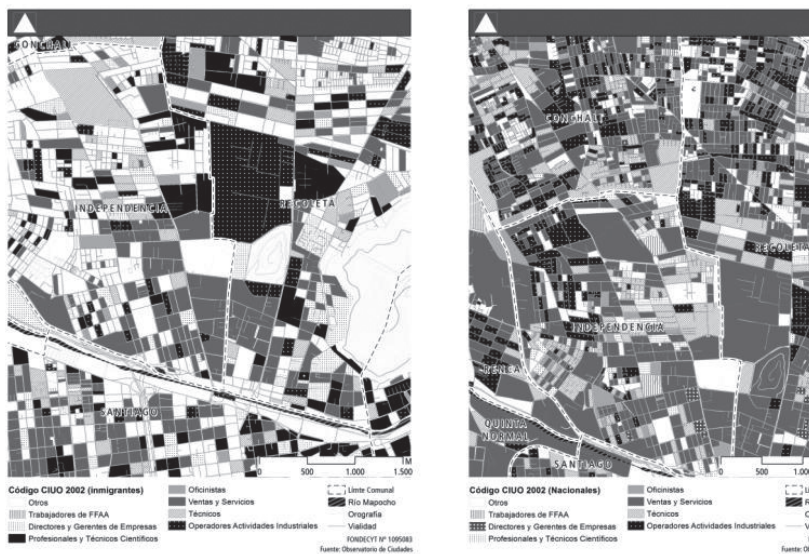 CONCHALÍ
INDEPENDENCIA
RECOLETA
SANTIAGO
0 500 1.000 1.500
Código CIUO 2002 (inmigrantes)
Otros
Trabajadores de FFAA
Directores y Gerentes de Empresas
Profesionales y Técnicos Científicos
Oficinistas
Ventas y Servicios
Técnicos
Operadores Actividades Industriales
Límte Comunal
Río Mapocho
Orografía
Vialidad
FONDECYT N° 1095083
Fuente: Observatorio de Ciudades
CONCHALÍ
RECOLETA
INDEPENDENCIA
RENCA
QUINTA
NORMAL
SANTIAGO
0 500 1.000
Código CIUO 2002 (Nacionales)
Otros
Trabajadores de FFAA
Directores y Gerentes de Empresas
Profesionales y Técnicos Científicos
Oficinistas
Ventas y Servicios
Técnicos
Operadores Actividades Industriales
Vialidad
Fuente: